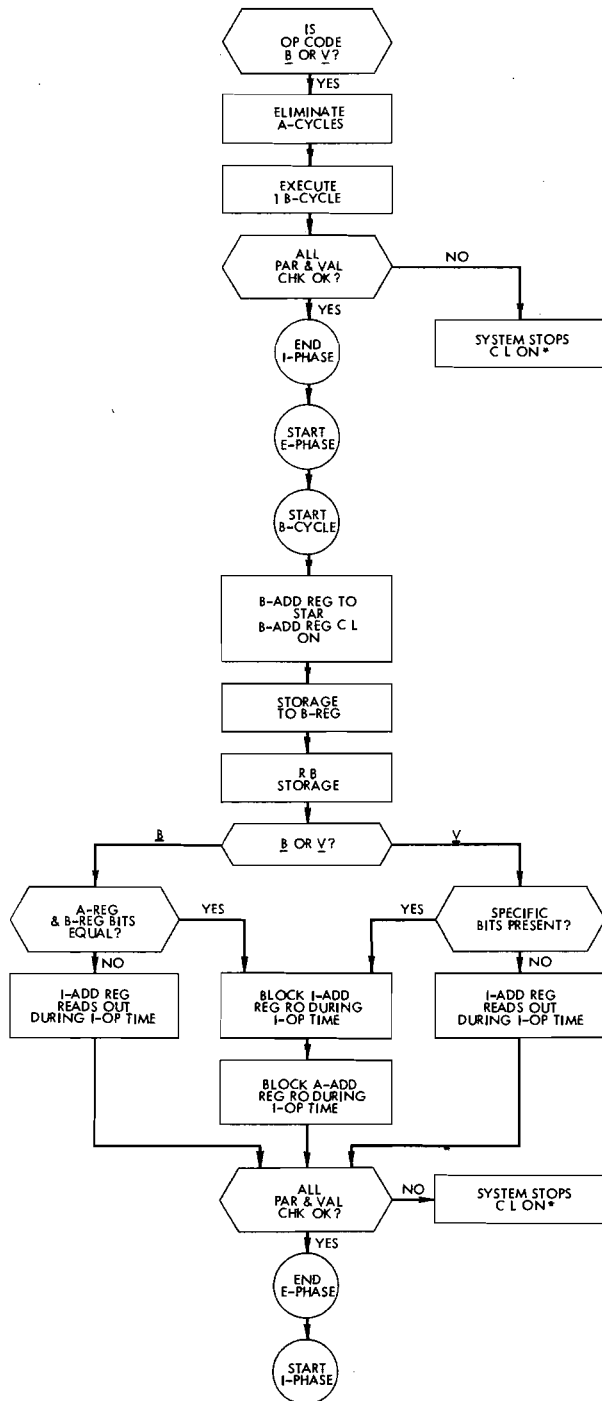 IS
OP CODE
B OR V?
YES
ELIMINATE
A-CYCLES
EXECUTE
1 B-CYCLE
ALL
PAR & VAL
CHK OK?
NO
YES
SYSTEM STOPS
C L ON*
END
I-PHASE
START
E-PHASE
START
B-CYCLE
B-ADD REG TO
STAR
B-ADD REG C L
ON
STORAGE
TO B-REG
R B
STORAGE
B
B OR V?
V
A-REG
& B-REG BITS
EQUAL?
YES
YES
SPECIFIC
BITS PRESENT?
NO
NO
I-ADD REG
READS OUT
DURING I-OP TIME
BLOCK I-ADD
REG RO DURING
I-OP TIME
I-ADD REG
READS OUT
DURING I-OP TIME
BLOCK A-ADD
REG RO DURING
I-OP TIME
ALL
PAR & VAL
CHK OK?
NO
SYSTEM STOPS
C L ON*
YES
END
E-PHASE
START
I-PHASE